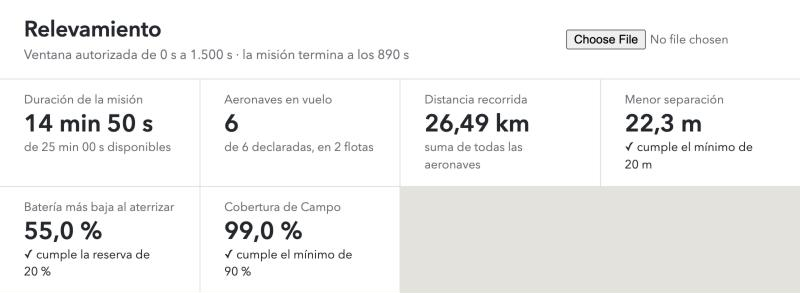 Relevamiento
Ventana autorizada de 0 s a 1.500 s · la misión termina a los 890 s
Choose File No file chosen
Duración de la misión
14 min 50 s
de 25 min 00 s disponibles
Aeronaves en vuelo
6
de 6 declaradas, en 2 flotas
Distancia recorrida
26,49 km
suma de todas las
aeronaves
Menor separación
22,3 m
✓ cumple el mínimo de
20 m
Batería más baja al aterrizar
55,0 %
✓ cumple la reserva de
20 %
Cobertura de Campo
99,0 %
✓ cumple el mínimo de
90 %